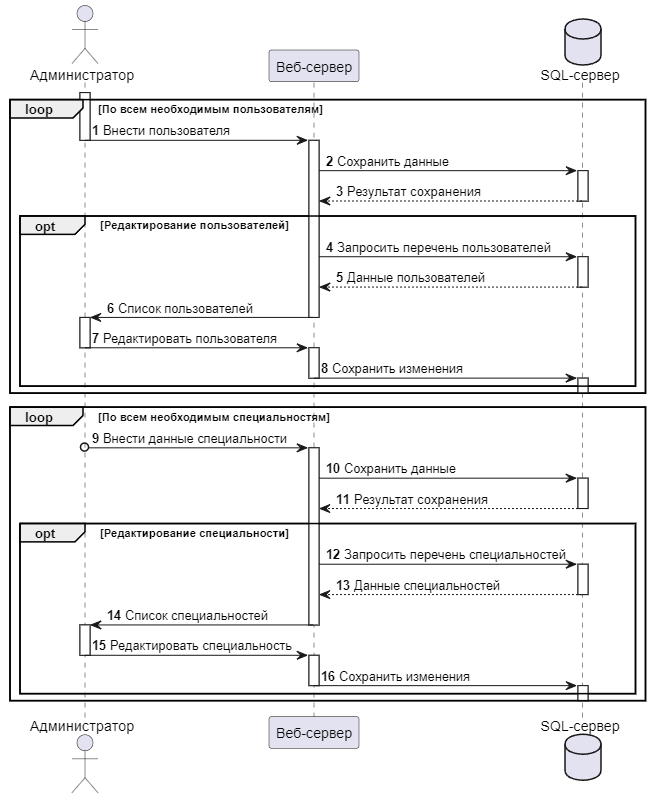 Администратор
Веб-сервер
SQL-сервер
loop [По всем необходимым пользователям]
1 Внести пользователя
2 Сохранить данные
3 Результат сохранения
opt [Редактирование пользователей]
4 Запросить перечень пользователей
5 Данные пользователей
6 Список пользователей
7 Редактировать пользователя
8 Сохранить изменения
loop [По всем необходимым специальностям]
9 Внести данные специальности
10 Сохранить данные
11 Результат сохранения
opt [Редактирование специальности]
12 Запросить перечень специальностей
13 Данные специальностей
14 Список специальностей
15 Редактировать специальность
16 Сохранить изменения
Администратор
Веб-сервер
SQL-сервер